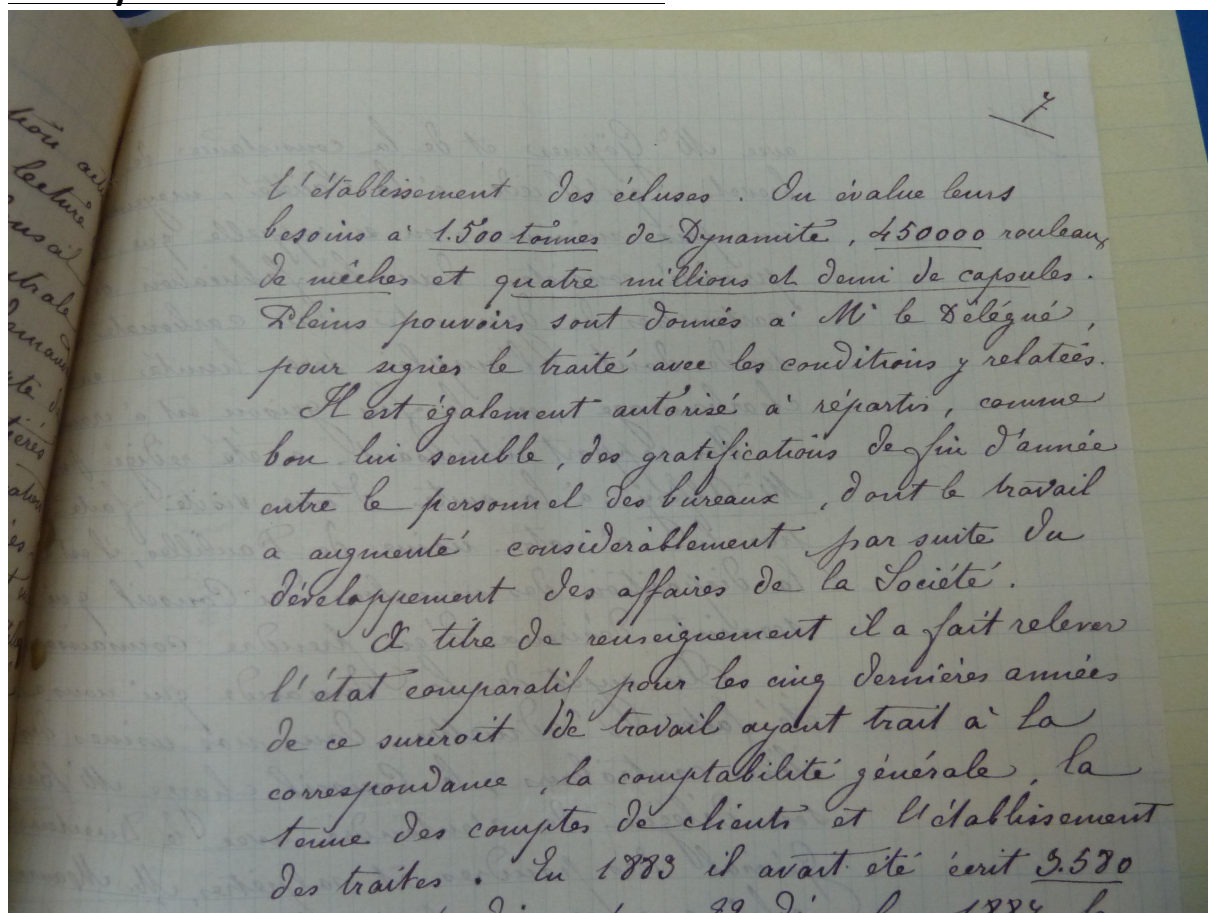 7
l'établissement des écluses. On évalue leurs
besoins à 1.500 tonnes de Dynamite, 450000 rouleaux
de mêches et quatre millions et demi de capsules.
Pleins pouvoirs sont donnés à Mr le Délégué,
pour signer le traité avec les conditions y relatées.
Il est également autorisé à répartir, comme
bon lui semble, des gratifications de fin d'année
entre le personnel des bureaux, dont le travail
a augmenté considérablement par suite du
développement des affaires de la Société.
A titre de renseignement il a fait relever
l'état comparatif pour les cinq dernières années
de ce surcroit de travail ayant trait à la
correspondance, la comptabilité générale, la
tenue des comptes de clients et l'établissement
des traites. En 1883 il avait été écrit 3.580